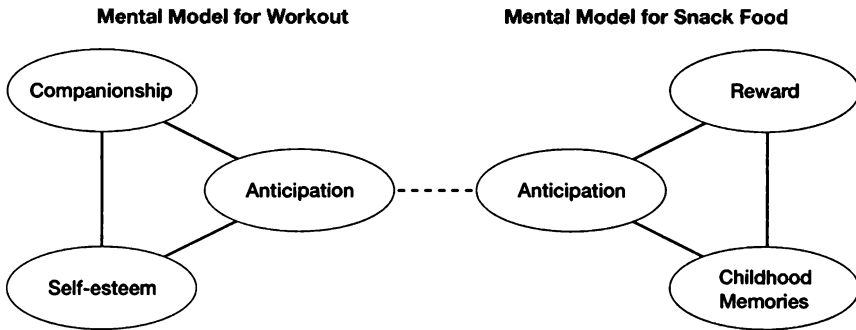 Mental Model for Workout
Mental Model for Snack Food
Companionship
Reward
Anticipation
Anticipation
Self-esteem
Childhood
Memories